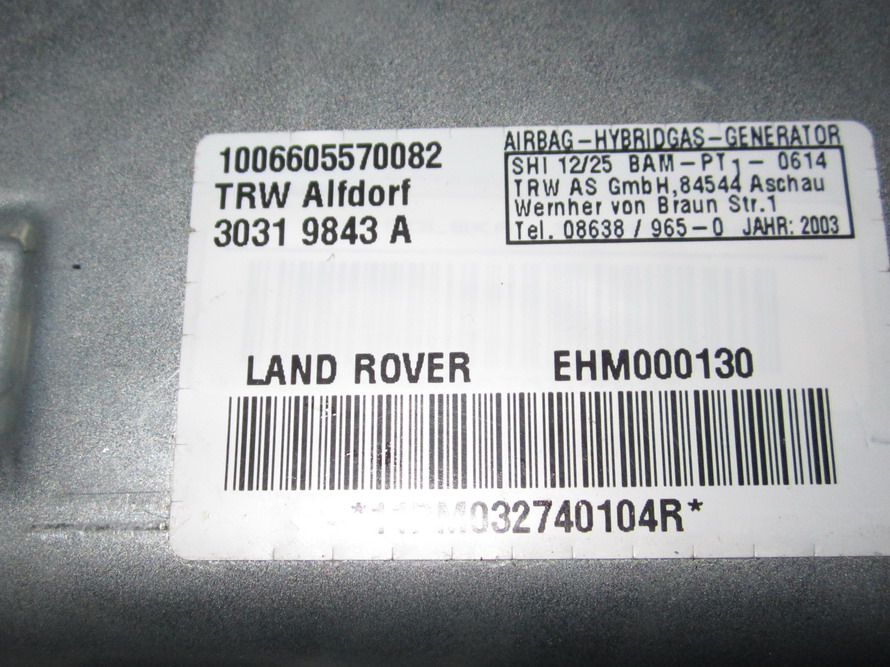 1006605570082
TRW Alfdorf
3031 9843 A
AIRBAG-HYBRIDGAS-GENERATOR
SHI 12/25 BAM-PT1-0614
TRW AS GmbH,84544 Aschau
Wernher von Braun Str.1
Tel. 08638 / 965-0 JAHR: 2003
LAND ROVER EHM000130